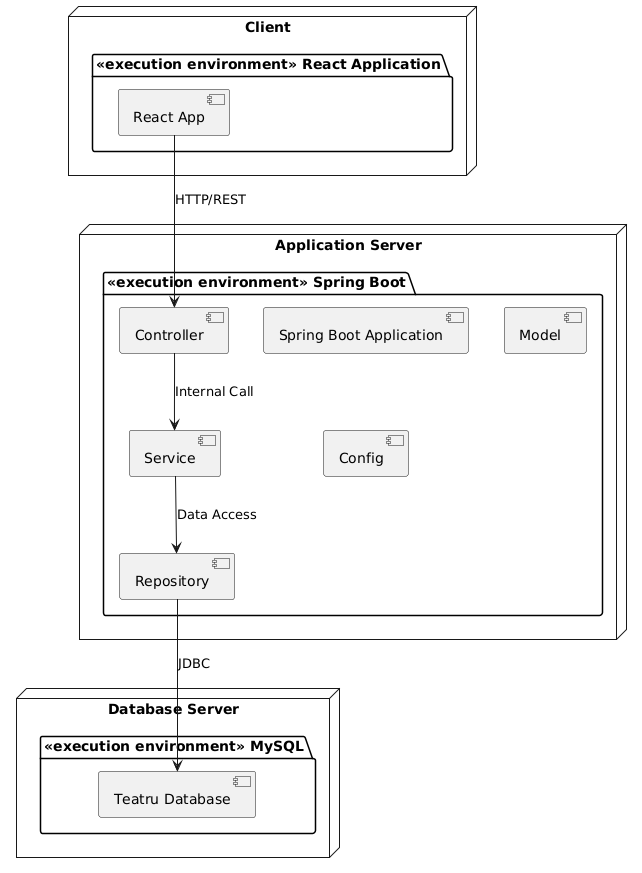 Client
«execution environment» React Application
React App
HTTP/REST
Application Server
«execution environment» Spring Boot
Controller
Spring Boot Application
Model
Internal Call
Service
Config
Data Access
Repository
JDBC
Database Server
«execution environment» MySQL
Teatru Database